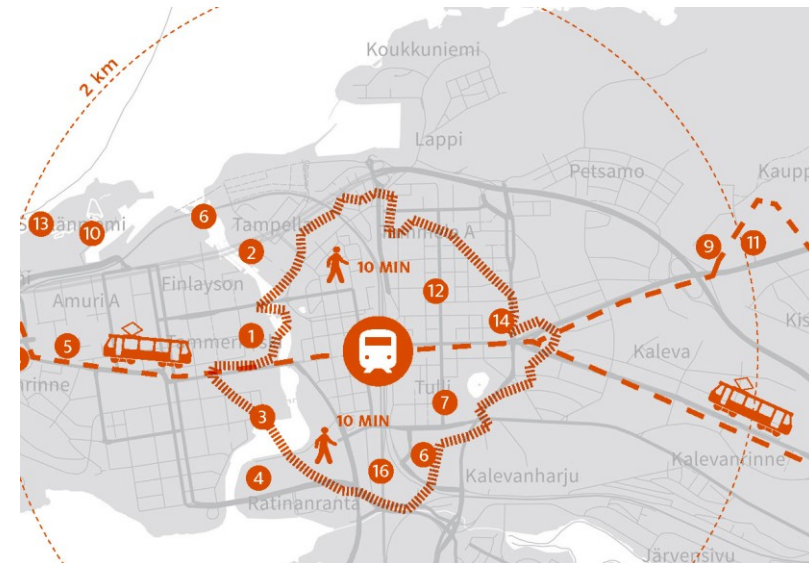 Koukkuniemi
2 km
Lappi
Petsamo
Kaupp
6
Tampella
13
10
2
9
11
10 MIN
Finlayson
12
Amuri A
14
1
5
Kaleva
Tulli
7
3
10 MIN
6
Kalevanrinne
16
Kalevanharju
4
Ratinanranta
Järvensivu